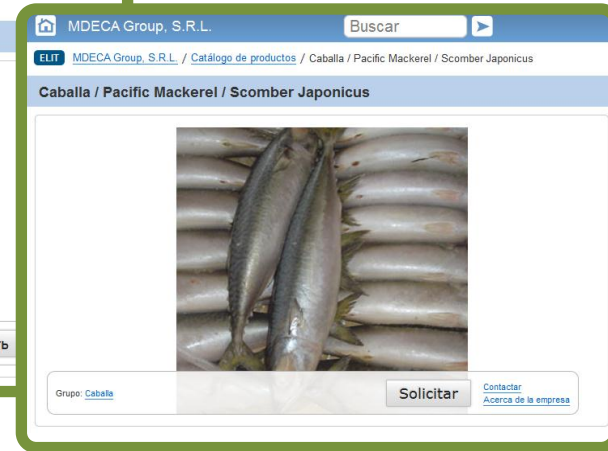 MDECA Group, S.R.L. Buscar
ELIT MDECA Group, S.R.L. / Catálogo de productos / Caballa / Pacific Mackerel / Scomber Japonicus
Caballa / Pacific Mackerel / Scomber Japonicus
Grupo: Caballa
Solicitar
Contactar
Acerca de la empresa